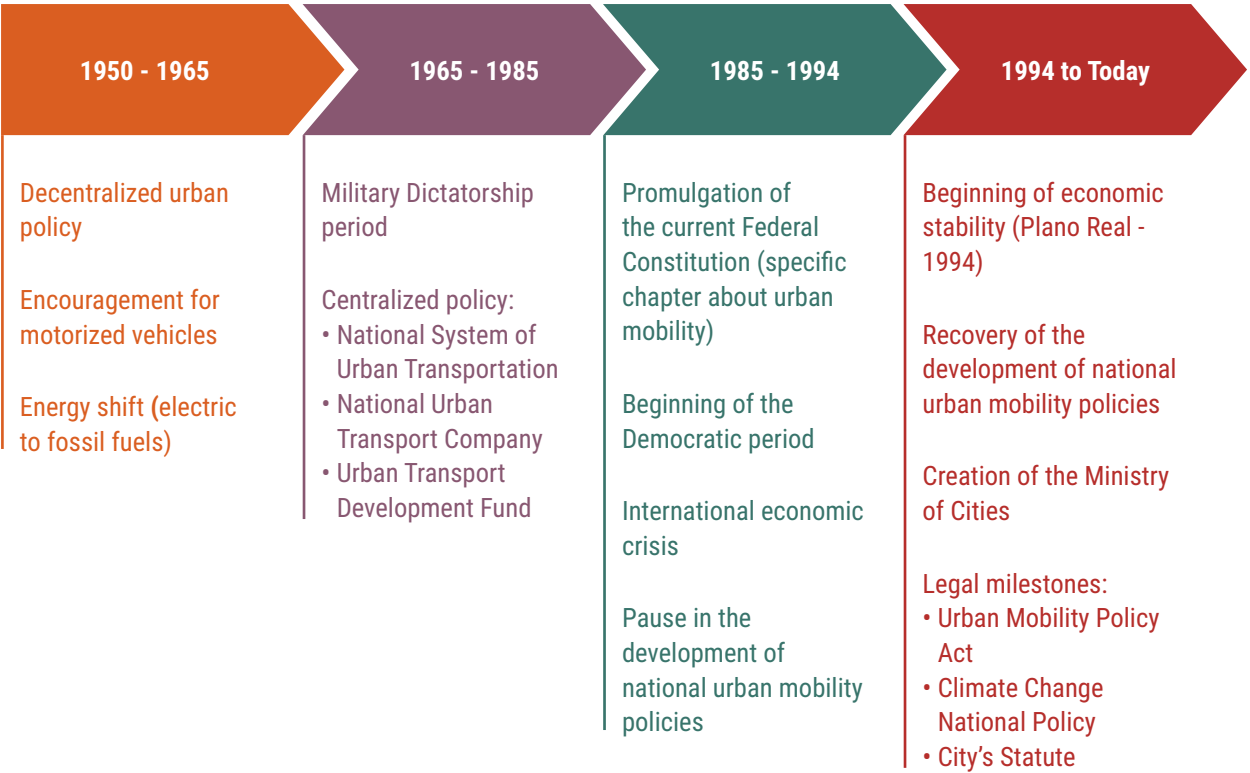 1950 - 1965
Decentralized urban
policy
Encouragement for
motorized vehicles
Energy shift (electric
to fossil fuels)
1965 - 1985
Military Dictatorship
period
Centralized policy:
• National System of
Urban Transportation
• National Urban
Transport Company
• Urban Transport
Development Fund
1985 - 1994
Promulgation of
the current Federal
Constitution (specific
chapter about urban
mobility)
Beginning of the
Democratic period
International economic
crisis
Pause in the
development of
national urban mobility
policies
1994 to Today
Beginning of economic
stability (Plano Real -
1994)
Recovery of the
development of national
urban mobility policies
Creation of the Ministry
of Cities
Legal milestones:
• Urban Mobility Policy
Act
• Climate Change
National Policy
• City’s Statute